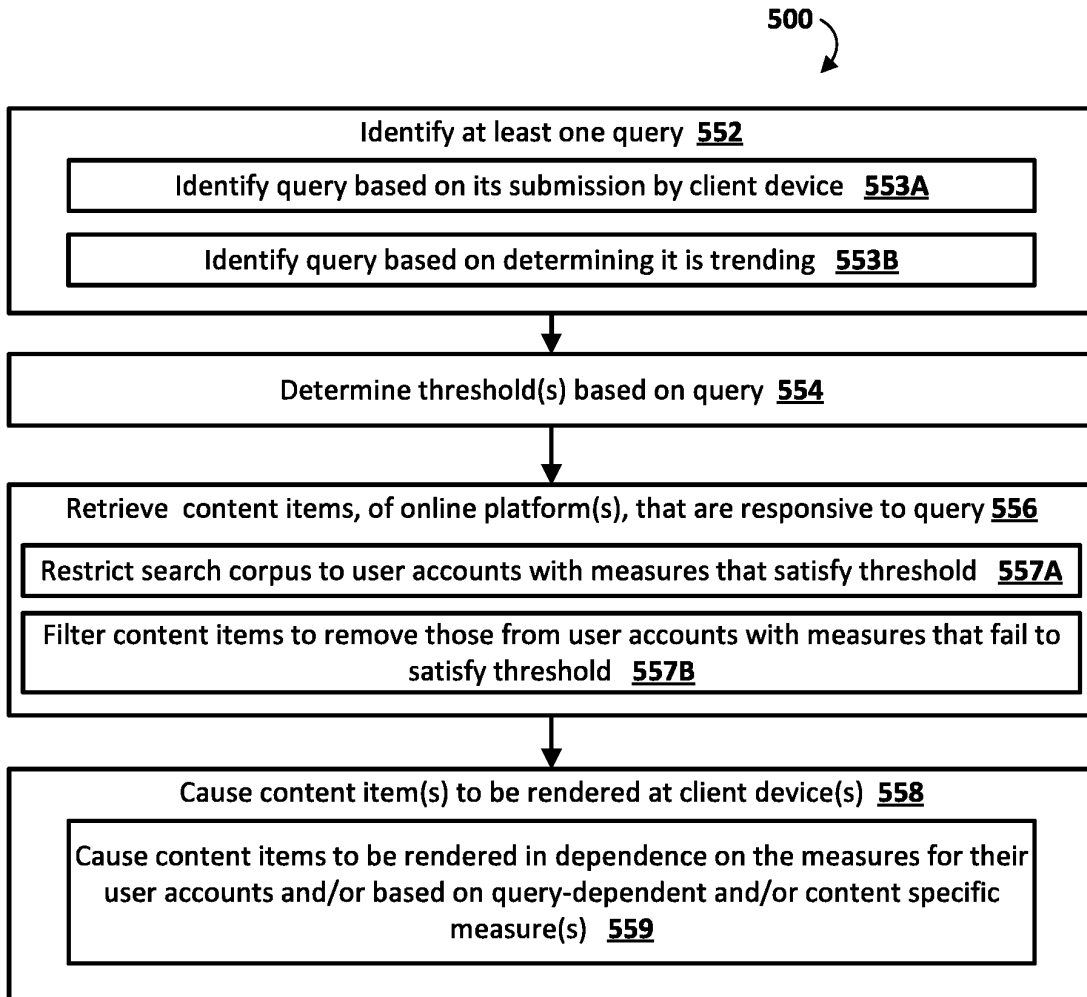 500
Identify at least one query 552
Identify query based on its submission by client device 553A
Identify query based on determining it is trending 553B
Determine threshold(s) based on query 554
Retrieve content items, of online platform(s), that are responsive to query 556
Restrict search corpus to user accounts with measures that satisfy threshold 557A
Filter content items to remove those from user accounts with measures that fail to
satisfy threshold 557B
Cause content item(s) to be rendered at client device(s) 558
Cause content items to be rendered in dependence on the measures for their
user accounts and/or based on query-dependent and/or content specific
measure(s) 559